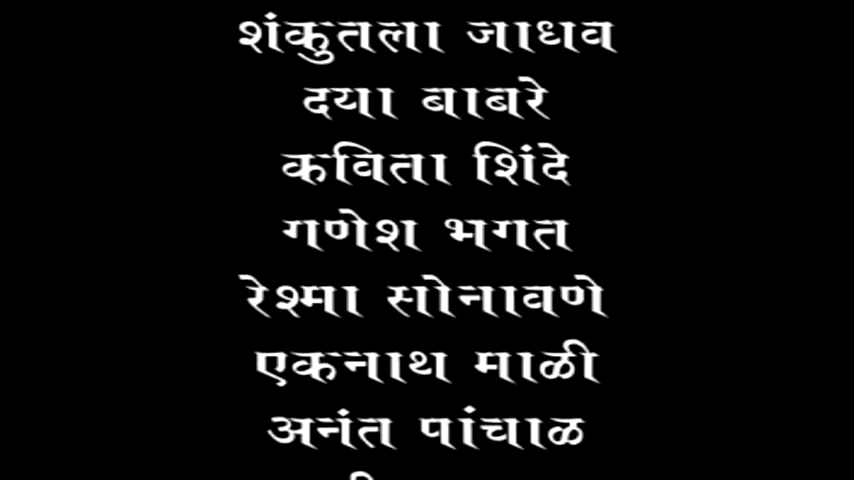 शंकुतला जाधव
दया बाबरे
कविता शिंदे
गणेश भगत
रेश्मा सोनावणे
एकनाथ माळी
अनंत पांचाळ